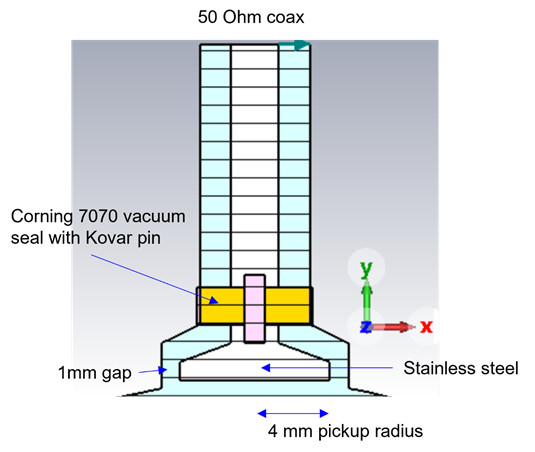 50 Ohm coax
Corning 7070 vacuum
seal with Kovar pin
y
z
x
1mm gap
Stainless steel
4 mm pickup radius